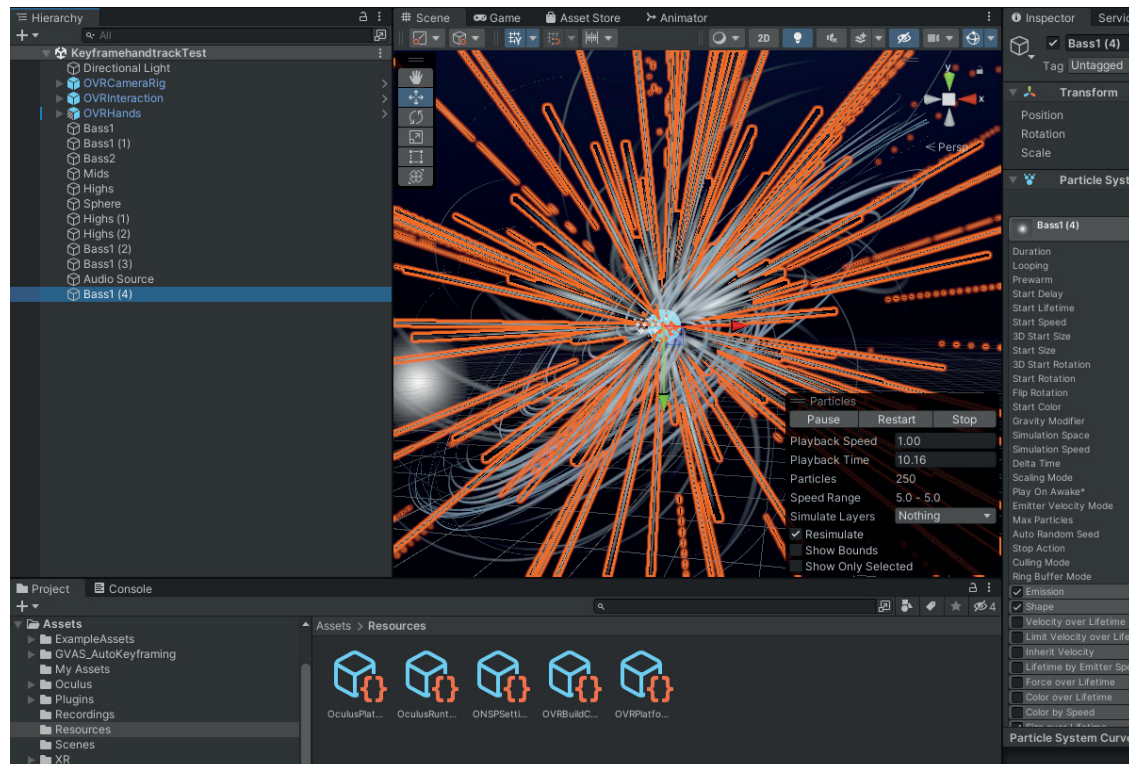 Hierarchy
All
KeyframehandtrackTest
Directional Light
OVRCameraRig
OVRInteraction
OVRHands
Bass1
Bass1 (1)
Bass2
Mids
Highs
Sphere
Highs (1)
Highs (2)
Bass1 (2)
Bass1 (3)
Audio Source
Bass1 (4)
Scene
Game
Asset Store
Animator
2D
y
x
Persp
Particles
Pause
Restart
Stop
Playback Speed 1.00
Playback Time 10.16
Particles 250
Speed Range 5.0 - 5.0
Simulate Layers Nothing
Resimulate
Show Bounds
Show Only Selected
Inspector
Servic
Bass1 (4)
Tag Untagged
Transform
Position
Rotation
Scale
Particle Syst
Bass1 (4)
Duration
Looping
Prewarm
Start Delay
Start Lifetime
Start Speed
3D Start Size
Start Size
3D Start Rotation
Start Rotation
Flip Rotation
Start Color
Gravity Modifier
Simulation Space
Simulation Speed
Delta Time
Scaling Mode
Play On Awake*
Emitter Velocity Mode
Max Particles
Auto Random Seed
Stop Action
Culling Mode
Ring Buffer Mode
Emission
Shape
Velocity over Lifetime
Limit Velocity over Life
Inherit Velocity
Lifetime by Emitter Spe
Force over Lifetime
Color over Lifetime
Color by Speed
Size over Lifetime
Particle System Curve
Project
Console
4
Assets
ExampleAssets
GVAS_AutoKeyframing
My Assets
Oculus
Plugins
Recordings
Resources
Scenes
XR
Assets > Resources
OculusPlat...
OculusRunt...
ONSPSetti...
OVRBuildC...
OVRPlatfo...